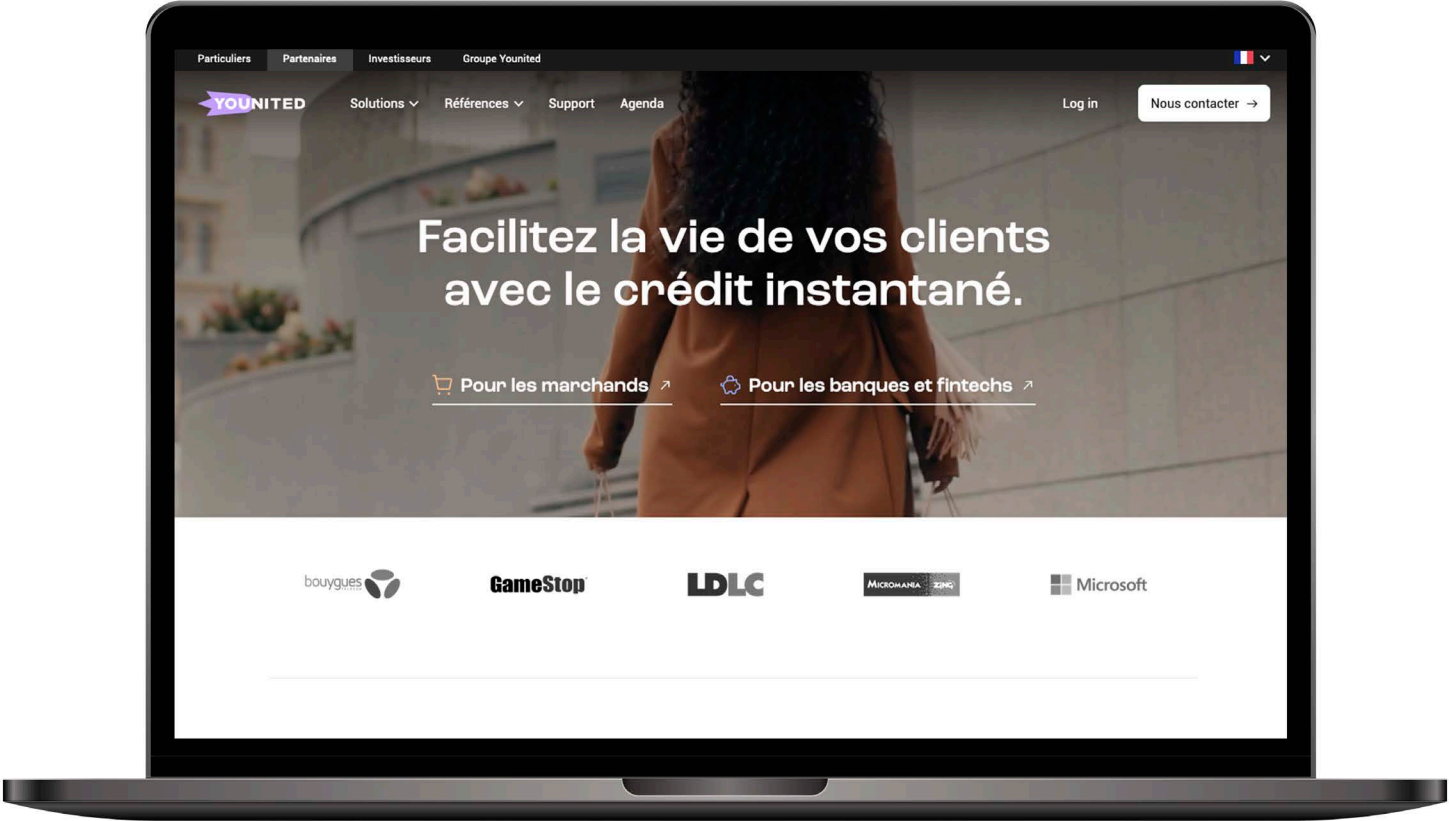 Particuliers Partenaires Investisseurs Groupe Younited
YOUNITED Solutions Références Support Agenda Log in Nous contacter →
Facilitez la vie de vos clients
avec le crédit instantané.
Pour les marchands ↗ Pour les banques et fintechs ↗
bouygues GameStop LDLC MICROMANIA ZING Microsoft